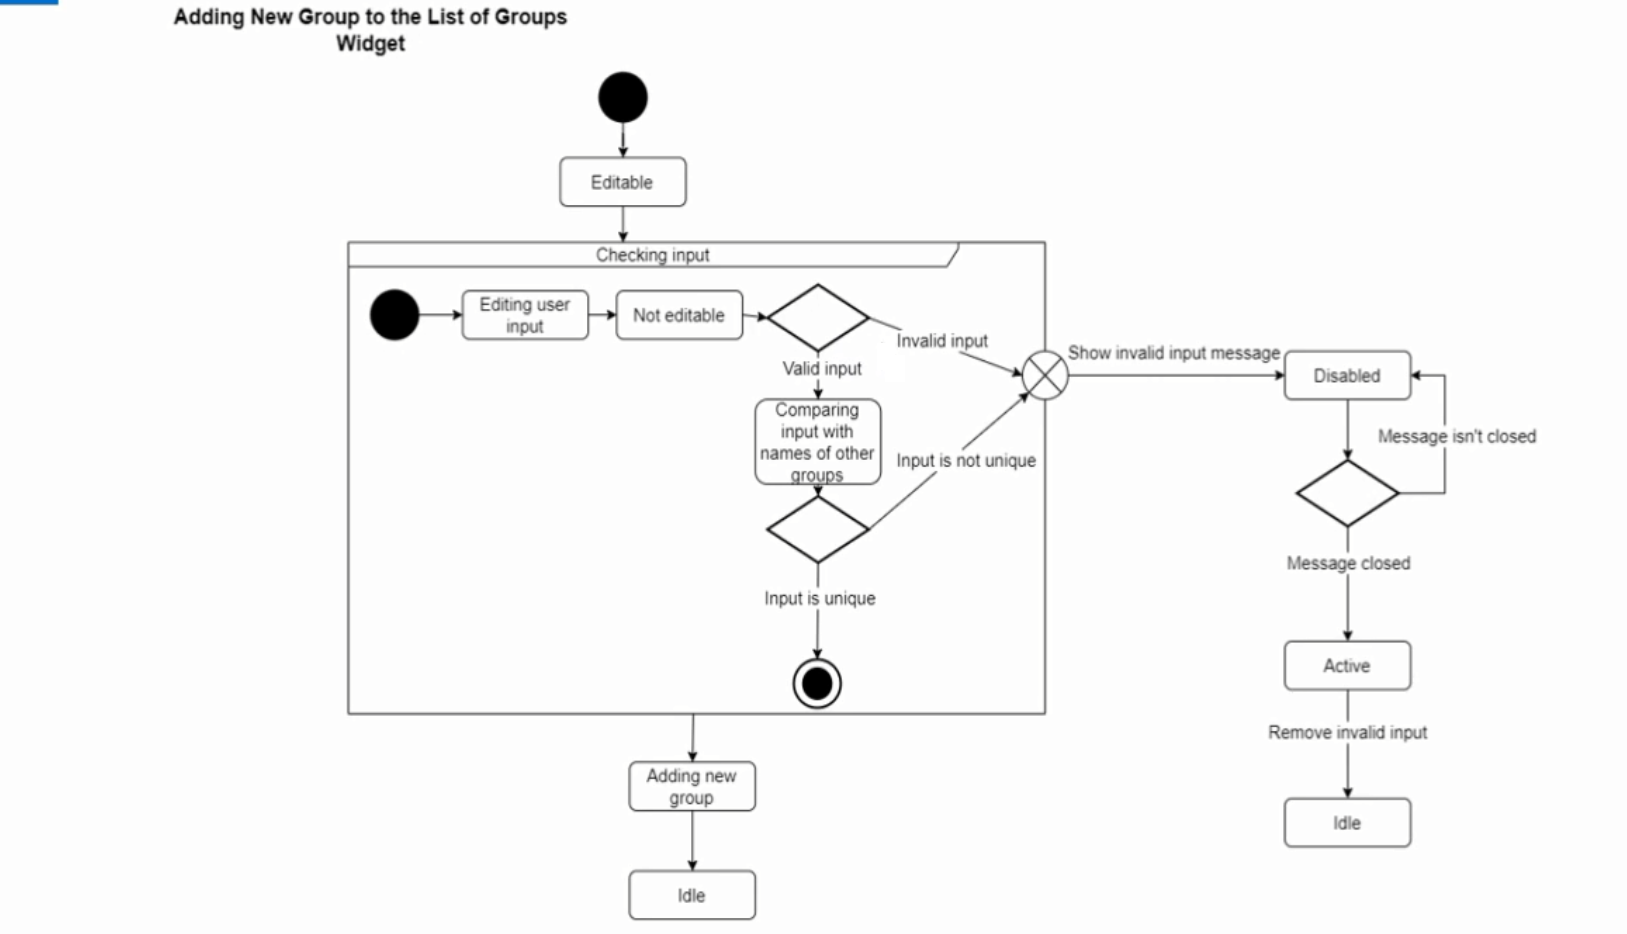 Adding New Group to the List of Groups
Widget
Editable
Checking input
Editing user
input
Not editable
Invalid input
Valid input
Show invalid input message
Disabled
Comparing
input with
names of other
groups
Message isn't closed
Input is not unique
Message closed
Input is unique
Active
Remove invalid input
Adding new
group
Idle
Idle